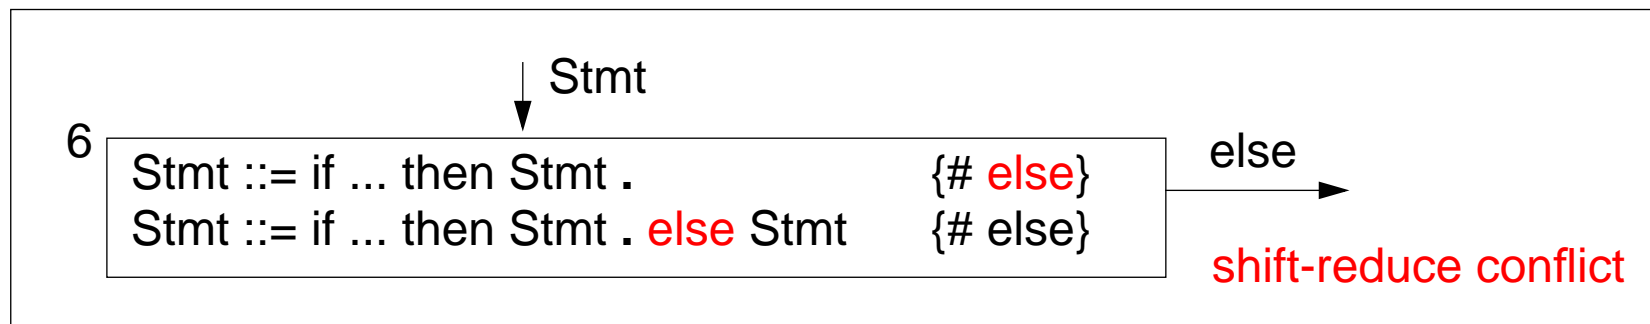 Stmt
6
Stmt ::= if ... then Stmt . {# else}
else
Stmt ::= if ... then Stmt . else Stmt {# else}
shift-reduce conflict